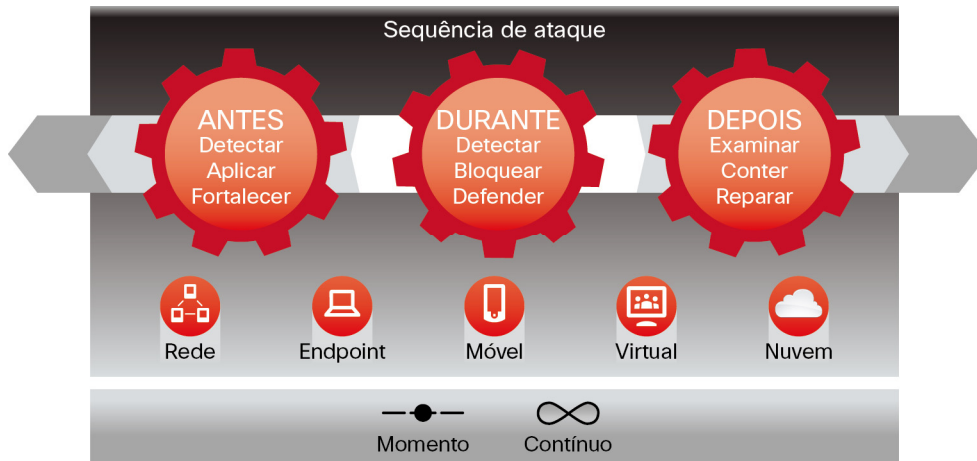 Sequência de ataque
ANTES
Detectar
Aplicar
Fortalecer
DURANTE
Detectar
Bloquear
Defender
DEPOIS
Examinar
Conter
Reparar
Rede
Endpoint
Móvel
Virtual
Nuvem
Momento
Contínuo